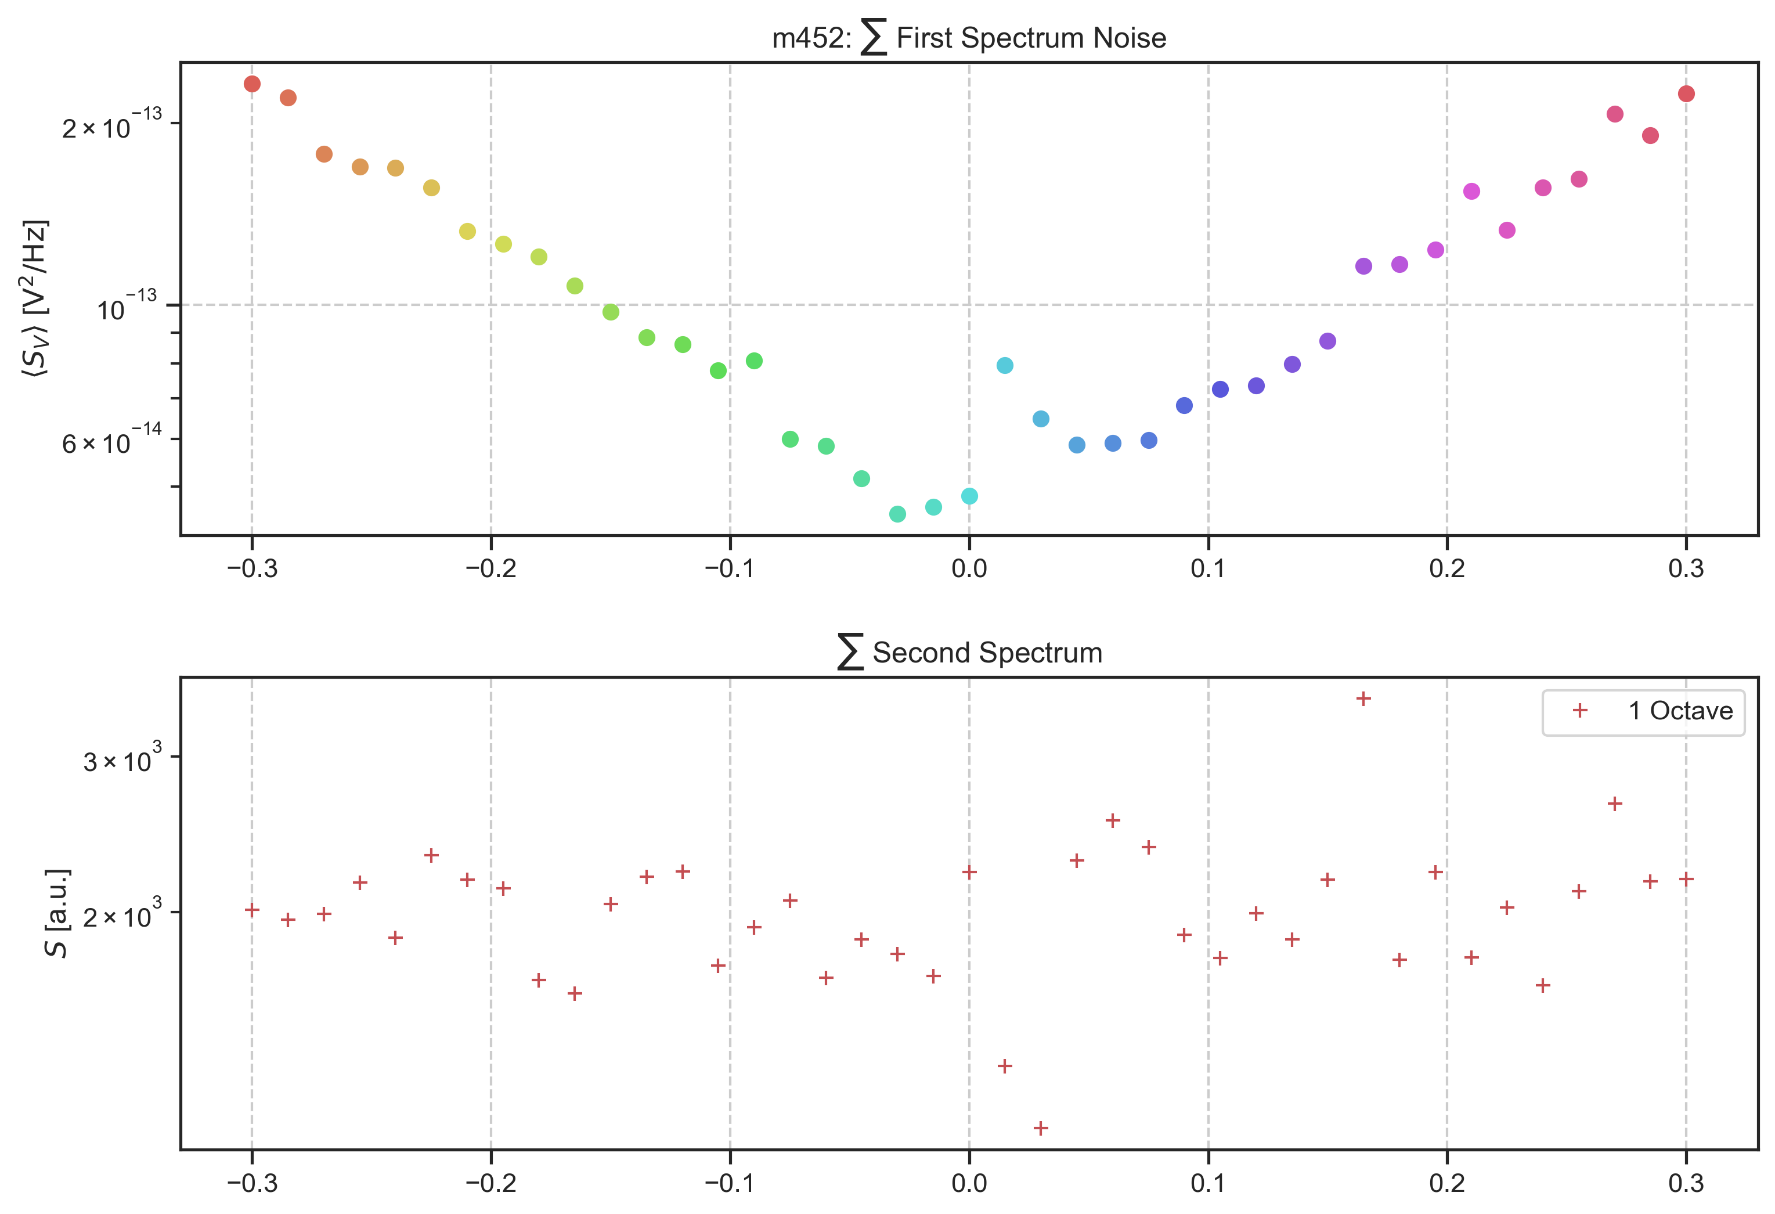 m452: ∑ First Spectrum Noise
⟨S_V⟩ [V²/Hz]
2 × 10⁻¹³
10⁻¹³
6 × 10⁻¹⁴
−0.3 −0.2 −0.1 0.0 0.1 0.2 0.3
∑ Second Spectrum
1 Octave
S [a.u.]
3 × 10³
2 × 10³
−0.3 −0.2 −0.1 0.0 0.1 0.2 0.3